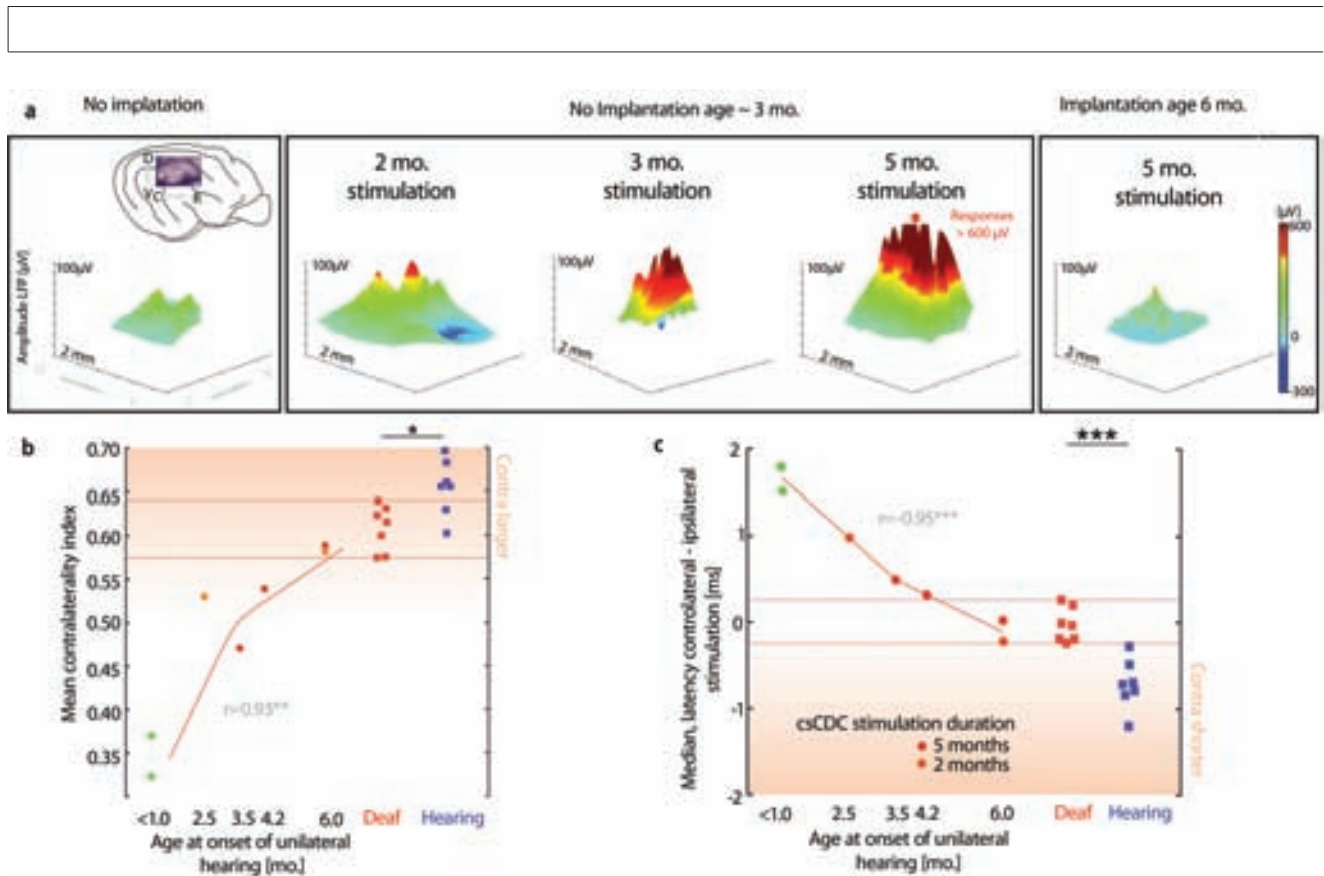 a
No implatation
No Implantation age ~ 3 mo.
Implantation age 6 mo.
D
2 mo.
stimulation
3 mo.
stimulation
5 mo.
stimulation
5 mo.
stimulation
Responses
> 600 µV
(µV)
600
0
-300
Amplitude LFP (µV)
100µV
2 mm
100µV
2 mm
100µV
2 mm
100µV
2 mm
100µV
2 mm
b
*
Mean contralaterality index
0.70
0.65
0.60
0.55
0.50
0.45
0.40
0.35
r=0.93**
Contra larger
<1.0 2.5 3.5 4.2 6.0 Deaf Hearing
Age at onset of unilateral
hearing [mo.]
c
***
Median, latency controlateral - ipsilateral
stimulation [ms]
2
1
0
-1
-2
r=-0.95***
csCDC stimulation duration
5 months
2 months
Contra shorter
<1.0 2.5 3.5 4.2 6.0 Deaf Hearing
Age at onset of unilateral
hearing [mo.]